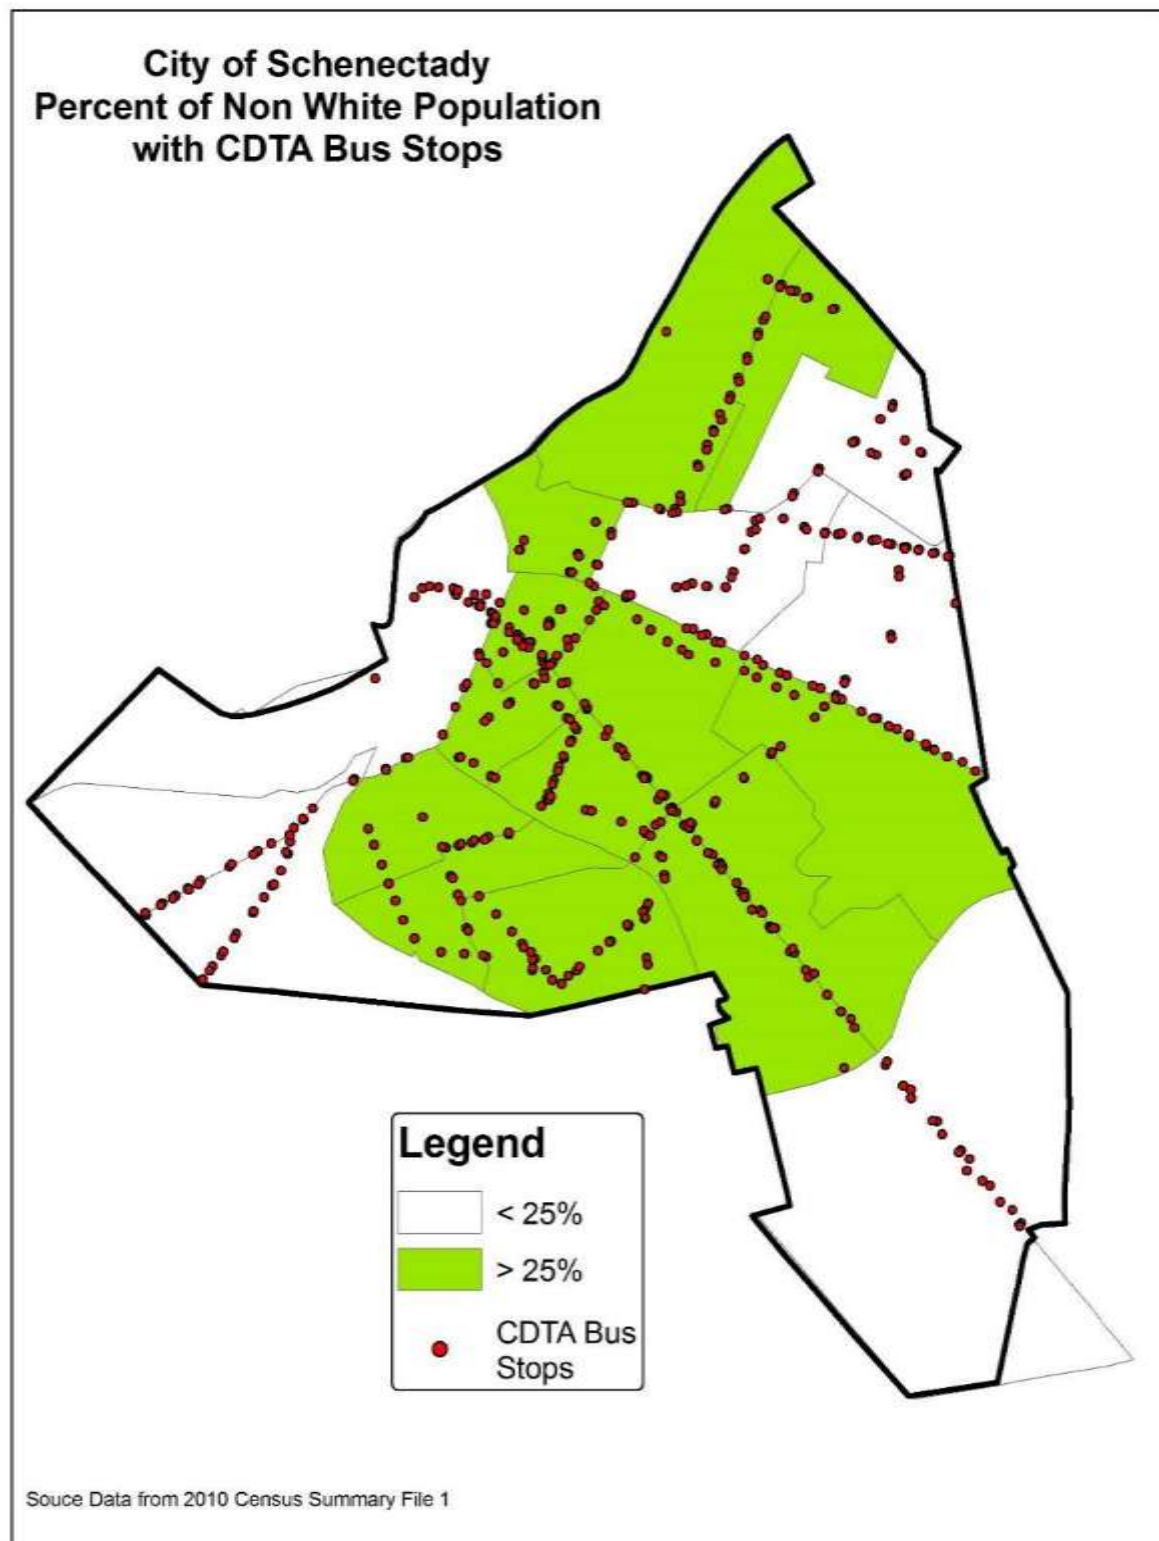 City of Schenectady
Percent of Non White Population
with CDTA Bus Stops
Legend
< 25%
> 25%
CDTA Bus
Stops
Souce Data from 2010 Census Summary File 1